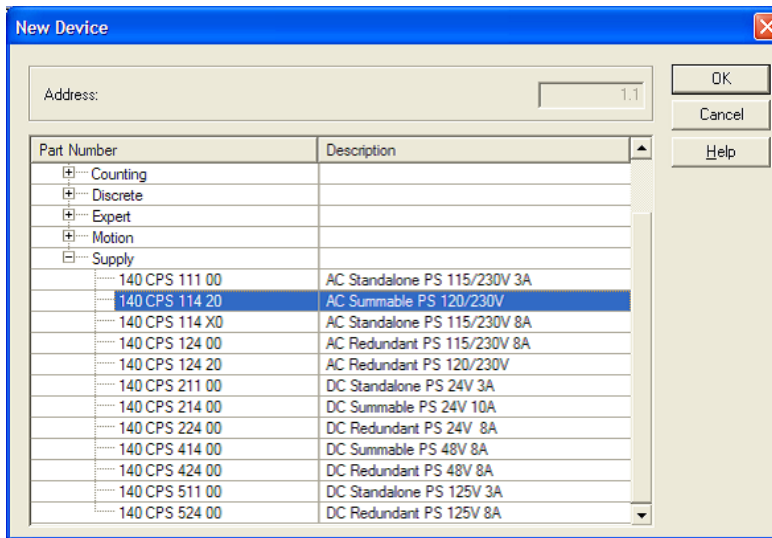 New Device
Address: 1.1
OK
Cancel
Help
Part Number Description
Counting
Discrete
Expert
Motion
Supply
140 CPS 111 00 AC Standalone PS 115/230V 3A
140 CPS 114 20 AC Summable PS 120/230V
140 CPS 114 X0 AC Standalone PS 115/230V 8A
140 CPS 124 00 AC Redundant PS 115/230V 8A
140 CPS 124 20 AC Redundant PS 120/230V
140 CPS 211 00 DC Standalone PS 24V 3A
140 CPS 214 00 DC Summable PS 24V 10A
140 CPS 224 00 DC Redundant PS 24V  8A
140 CPS 414 00 DC Summable PS 48V 8A
140 CPS 424 00 DC Redundant PS 48V 8A
140 CPS 511 00 DC Standalone PS 125V 3A
140 CPS 524 00 DC Redundant PS 125V 8A